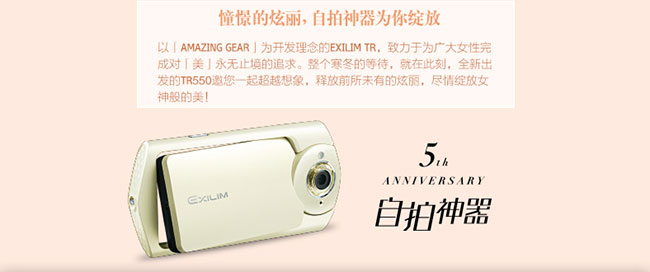 憧憬的炫丽,自拍神器为你绽放
以「 AMAZING GEAR 」为开发理念的EXILIM TR，致力于为广大女性完
成对「 美 」永无止境的追求。整个寒冬的等待，就在此刻，全新出
发的TR550邀您一起超越想象，释放前所未有的炫丽，尽情绽放女
神般的美!
EXILIM
5th
ANNIVERSARY
自拍神器